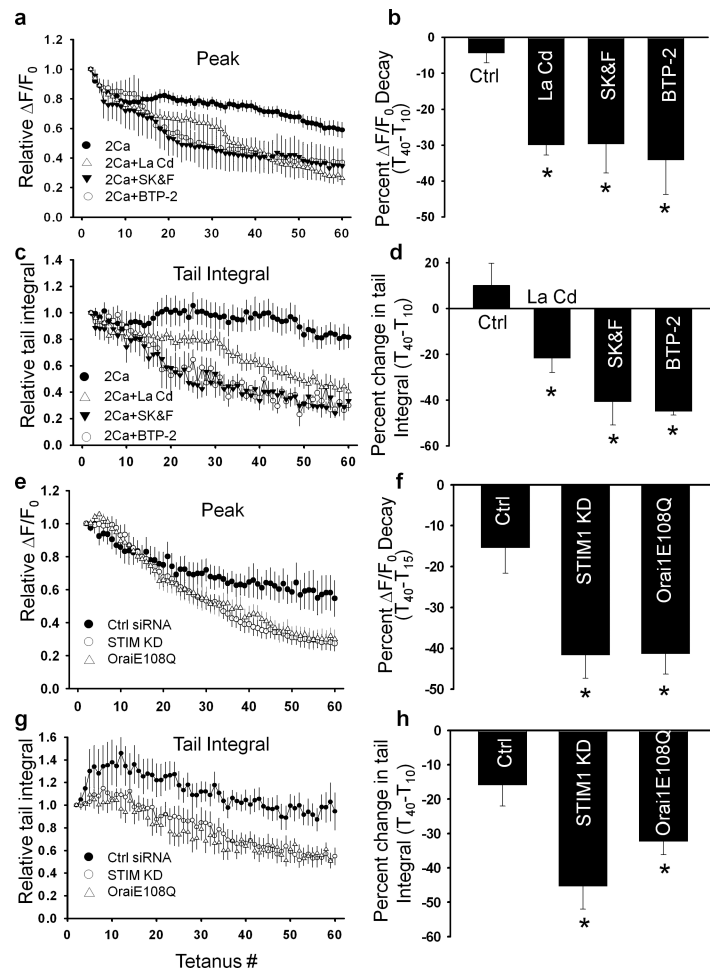 a
Peak
Relative ΔF/F0
1.2
1.0
0.8
0.6
0.4
0.2
0.0
2Ca
2Ca+La Cd
2Ca+SK&F
2Ca+BTP-2
0 10 20 30 40 50 60
b
Percent ΔF/F0 Decay
(T40-T10)
0
-10
-20
-30
-40
-50
Ctrl
La Cd
SK&F
BTP-2
* * *
c
Tail Integral
Relative tail integral
1.4
1.2
1.0
0.8
0.6
0.4
0.2
0.0
2Ca
2Ca+La Cd
2Ca+SK&F
2Ca+BTP-2
0 10 20 30 40 50 60
d
Percent change in tail
Integral (T40-T10)
20
0
-20
-40
-60
Ctrl
La Cd
SK&F
BTP-2
* * *
e
Peak
Relative ΔF/F0
1.4
1.2
1.0
0.8
0.6
0.4
0.2
0.0
Ctrl siRNA
STIM KD
OraiE108Q
0 10 20 30 40 50 60
f
Percent ΔF/F0 Decay
(T40-T15)
0
-10
-20
-30
-40
-50
Ctrl
STIM1 KD
Orai1E108Q
* *
g
Tail Integral
Relative tail integral
1.6
1.4
1.2
1.0
0.8
0.6
0.4
0.2
0.0
Ctrl siRNA
STIM KD
OraiE108Q
0 10 20 30 40 50 60
Tetanus #
h
Percent change in tail
Integral (T40-T10)
0
-10
-20
-30
-40
-50
-60
Ctrl
STIM1 KD
Orai1E108Q
* *